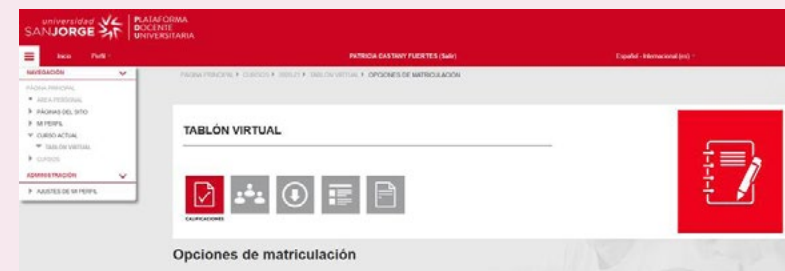 universidad
SANJORGE
PLATAFORMA
DOCENTE
UNIVERSITARIA
Inicio Perfil PATRICIA CASTANY FUERTES (Salir) Español - Internacional (es)
NAVEGACIÓN
PÁGINA PRINCIPAL
ÁREA PERSONAL
PÁGINAS DEL SITIO
MI PERFIL
CURSO ACTUAL
TABLÓN VIRTUAL
CURSOS
ADMINISTRACIÓN
AJUSTES DE MI PERFIL
PÁGINA PRINCIPAL CURSOS TABLÓN VIRTUAL OPCIONES DE MATRICULACIÓN
TABLÓN VIRTUAL
CALIFICACIONES
Opciones de matriculación